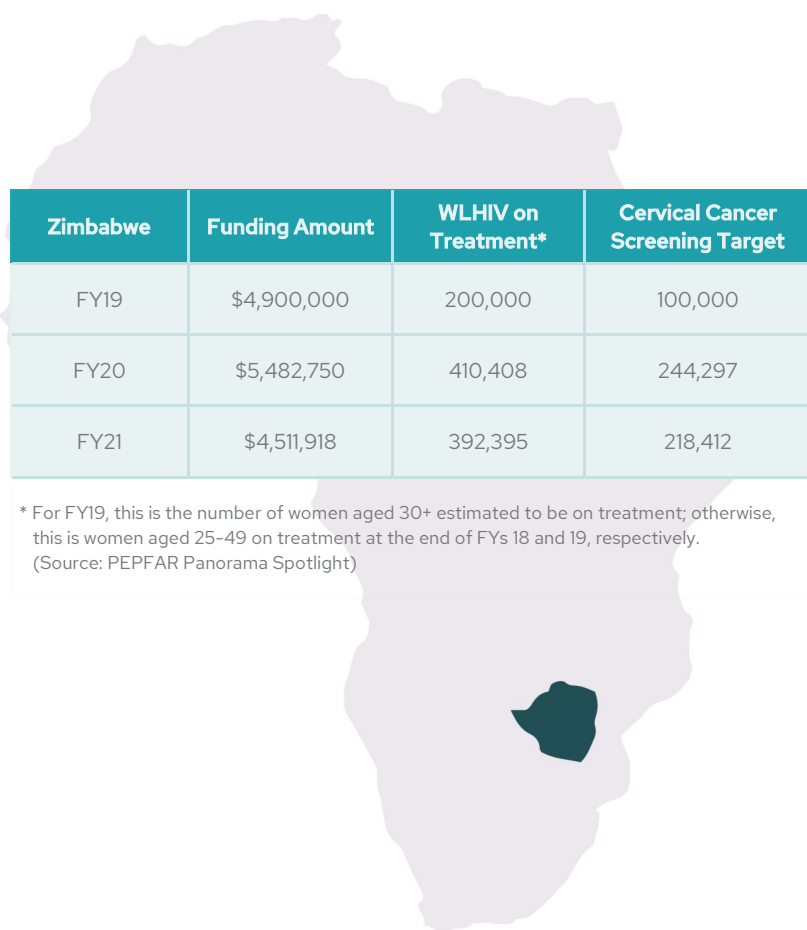 Zimbabwe Funding Amount WLHIV on Treatment* Cervical Cancer Screening Target
FY19 $4,900,000 200,000 100,000
FY20 $5,482,750 410,408 244,297
FY21 $4,511,918 392,395 218,412
* For FY19, this is the number of women aged 30+ estimated to be on treatment; otherwise,
this is women aged 25-49 on treatment at the end of FYs 18 and 19, respectively.
(Source: PEPFAR Panorama Spotlight)